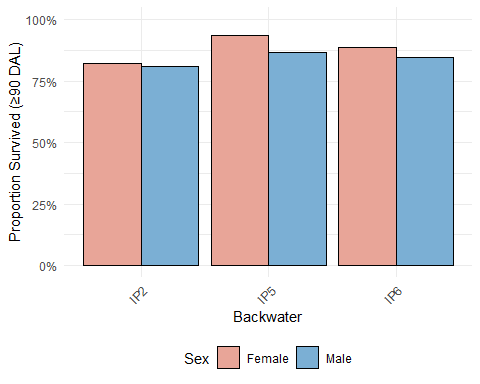 100%
75%
50%
25%
0%
Proportion Survived (≥90 DAL)
IP2
IP5
IP6
Backwater
Sex Female Male